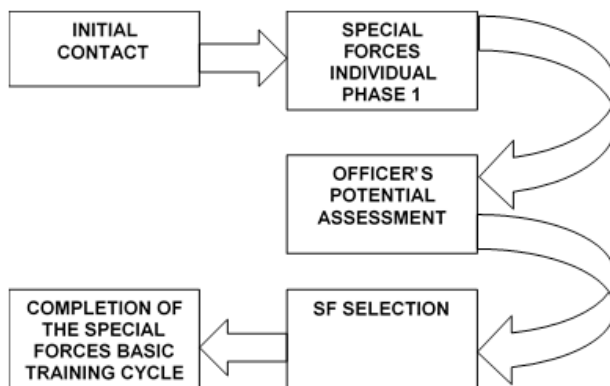 INITIAL
CONTACT
SPECIAL
FORCES
INDIVIDUAL
PHASE 1
OFFICER'S
POTENTIAL
ASSESSMENT
SF SELECTION
COMPLETION OF
THE SPECIAL
FORCES BASIC
TRAINING CYCLE